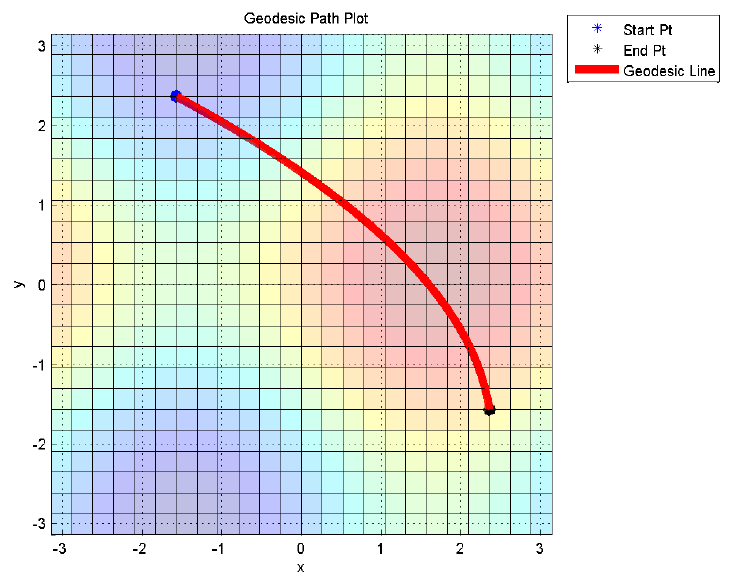 Geodesic Path Plot
Start Pt
End Pt
Geodesic Line
3
2
1
0
-1
-2
-3
y
-3 -2 -1 0 1 2 3
x